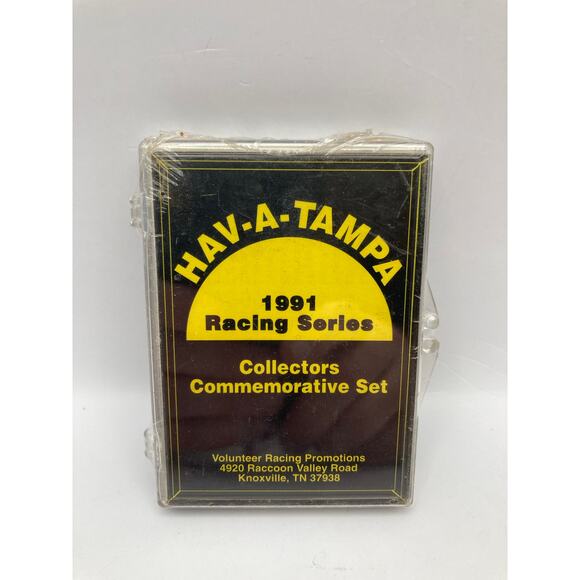 HAV-A-TAMPA
1991
Racing Series
Collectors
Commemorative Set
Volunteer Racing Promotions
4920 Raccoon Valley Road
Knoxville, TN 37938